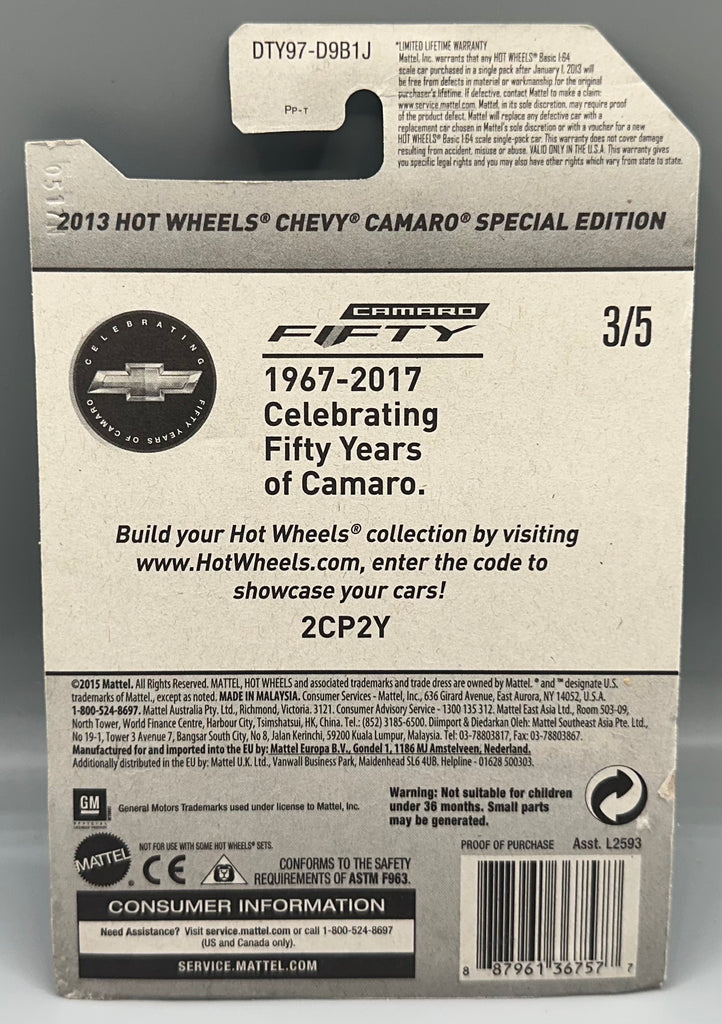 DTY97-D9B1J
PP-T
*LIMITED LIFETIME WARRANTY
Mattel, Inc. warrants that any HOT WHEELS® Basic 1:64
scale car purchased in a single pack after January 1, 2013 will
be free from defects in material or workmanship for the original
purchaser's lifetime. If defective, contact Mattel to make a claim:
www.service.mattel.com. Mattel, in its sole discretion, may require proof
of the product defect. Mattel will replace any defective car with a
replacement car chosen in Mattel's sole discretion or with a voucher for a new
HOT WHEELS® Basic 1:64 scale single-pack car. This warranty does not cover damage
resulting from accident, misuse or abuse. VALID ONLY IN THE U.S.A. This warranty gives
you specific legal rights and you may also have other rights which vary from state to state.
2013 HOT WHEELS® CHEVY® CAMARO® SPECIAL EDITION
CELEBRATING
FIFTY YEARS OF CAMARO
CAMARO
FIFTY
3/5
1967-2017
Celebrating
Fifty Years
of Camaro.
Build your Hot Wheels® collection by visiting
www.HotWheels.com, enter the code to
showcase your cars!
2CP2Y
©2015 Mattel. All Rights Reserved. MATTEL, HOT WHEELS and associated trademarks and trade dress are owned by Mattel. ® and ™ designate U.S.
trademarks of Mattel, except as noted. MADE IN MALAYSIA. Consumer Services - Mattel, Inc., 636 Girard Avenue, East Aurora, NY 14052, U.S.A.
1-800-524-8697. Mattel Australia Pty. Ltd., Richmond, Victoria. 3121. Consumer Advisory Service - 1300 135 312. Mattel East Asia Ltd., Room 503-09,
North Tower, World Finance Centre, Harbour City, Tsimshatsui, HK, China. Tel.: (852) 3185-6500. Diimport & Diedarkan Oleh: Mattel Southeast Asia Pte. Ltd.,
No 19-1, Tower 3 Avenue 7, Bangsar South City, No 8, Jalan Kerinchi, 59200 Kuala Lumpur, Malaysia. Tel: 03-78803817, Fax: 03-78803867.
Manufactured for and imported into the EU by: Mattel Europa B.V., Gondel 1, 1186 MJ Amstelveen, Nederland.
Additionally distributed in the EU by: Mattel U.K. Ltd., Vanwall Business Park, Maidenhead SL6 4UB. Helpline - 01628 500303.
GM
General Motors Trademarks used under license to Mattel, Inc.
Warning: Not suitable for children
under 36 months. Small parts
may be generated.
MATTEL®
NOT FOR USE WITH SOME HOT WHEELS® SETS.
CE
CONFORMS TO THE SAFETY
REQUIREMENTS OF ASTM F963.
PROOF OF PURCHASE Asst. L2593
CONSUMER INFORMATION
Need Assistance? Visit service.mattel.com or call 1-800-524-8697
(US and Canada only).
SERVICE.MATTEL.COM
8 87961 36757 7